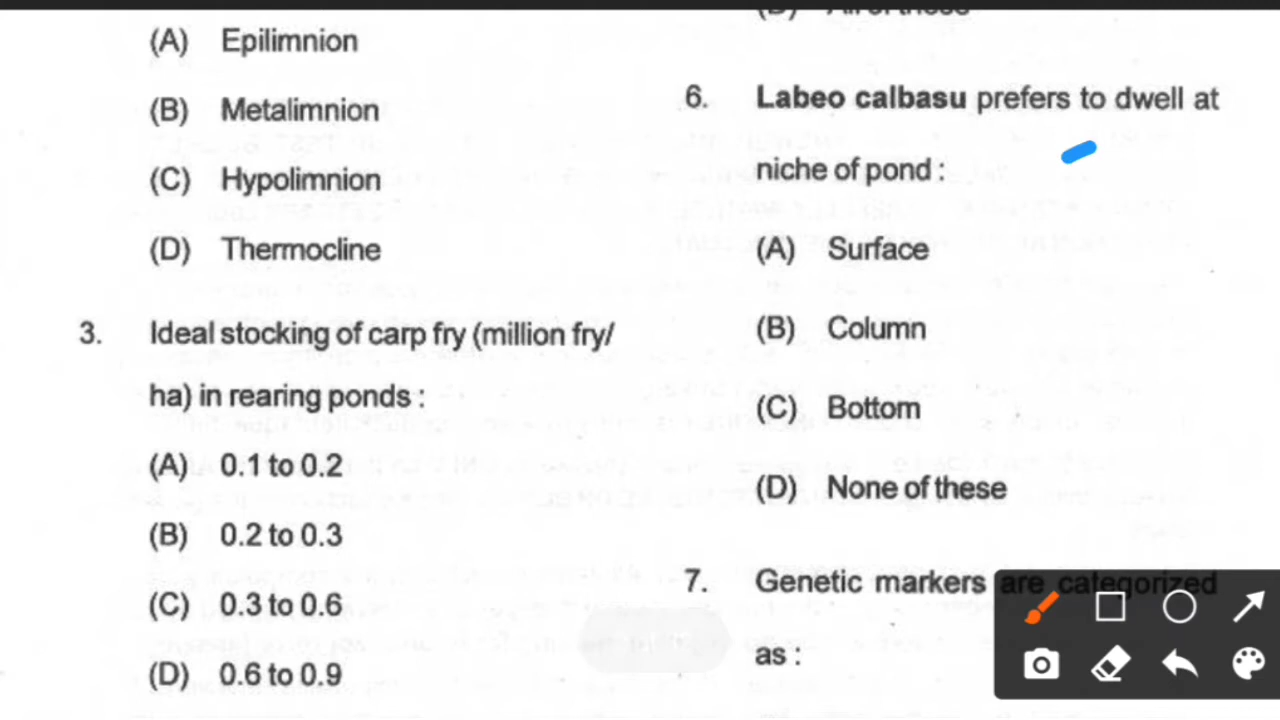 (A) Epilimnion
(B) Metalimnion
(C) Hypolimnion
(D) Thermocline
3. Ideal stocking of carp fry (million fry/
ha) in rearing ponds :
(A) 0.1 to 0.2
(B) 0.2 to 0.3
(C) 0.3 to 0.6
(D) 0.6 to 0.9
(D) All of these
6. Labeo calbasu prefers to dwell at
niche of pond :
(A) Surface
(B) Column
(C) Bottom
(D) None of these
7. Genetic markers are categorized
as :